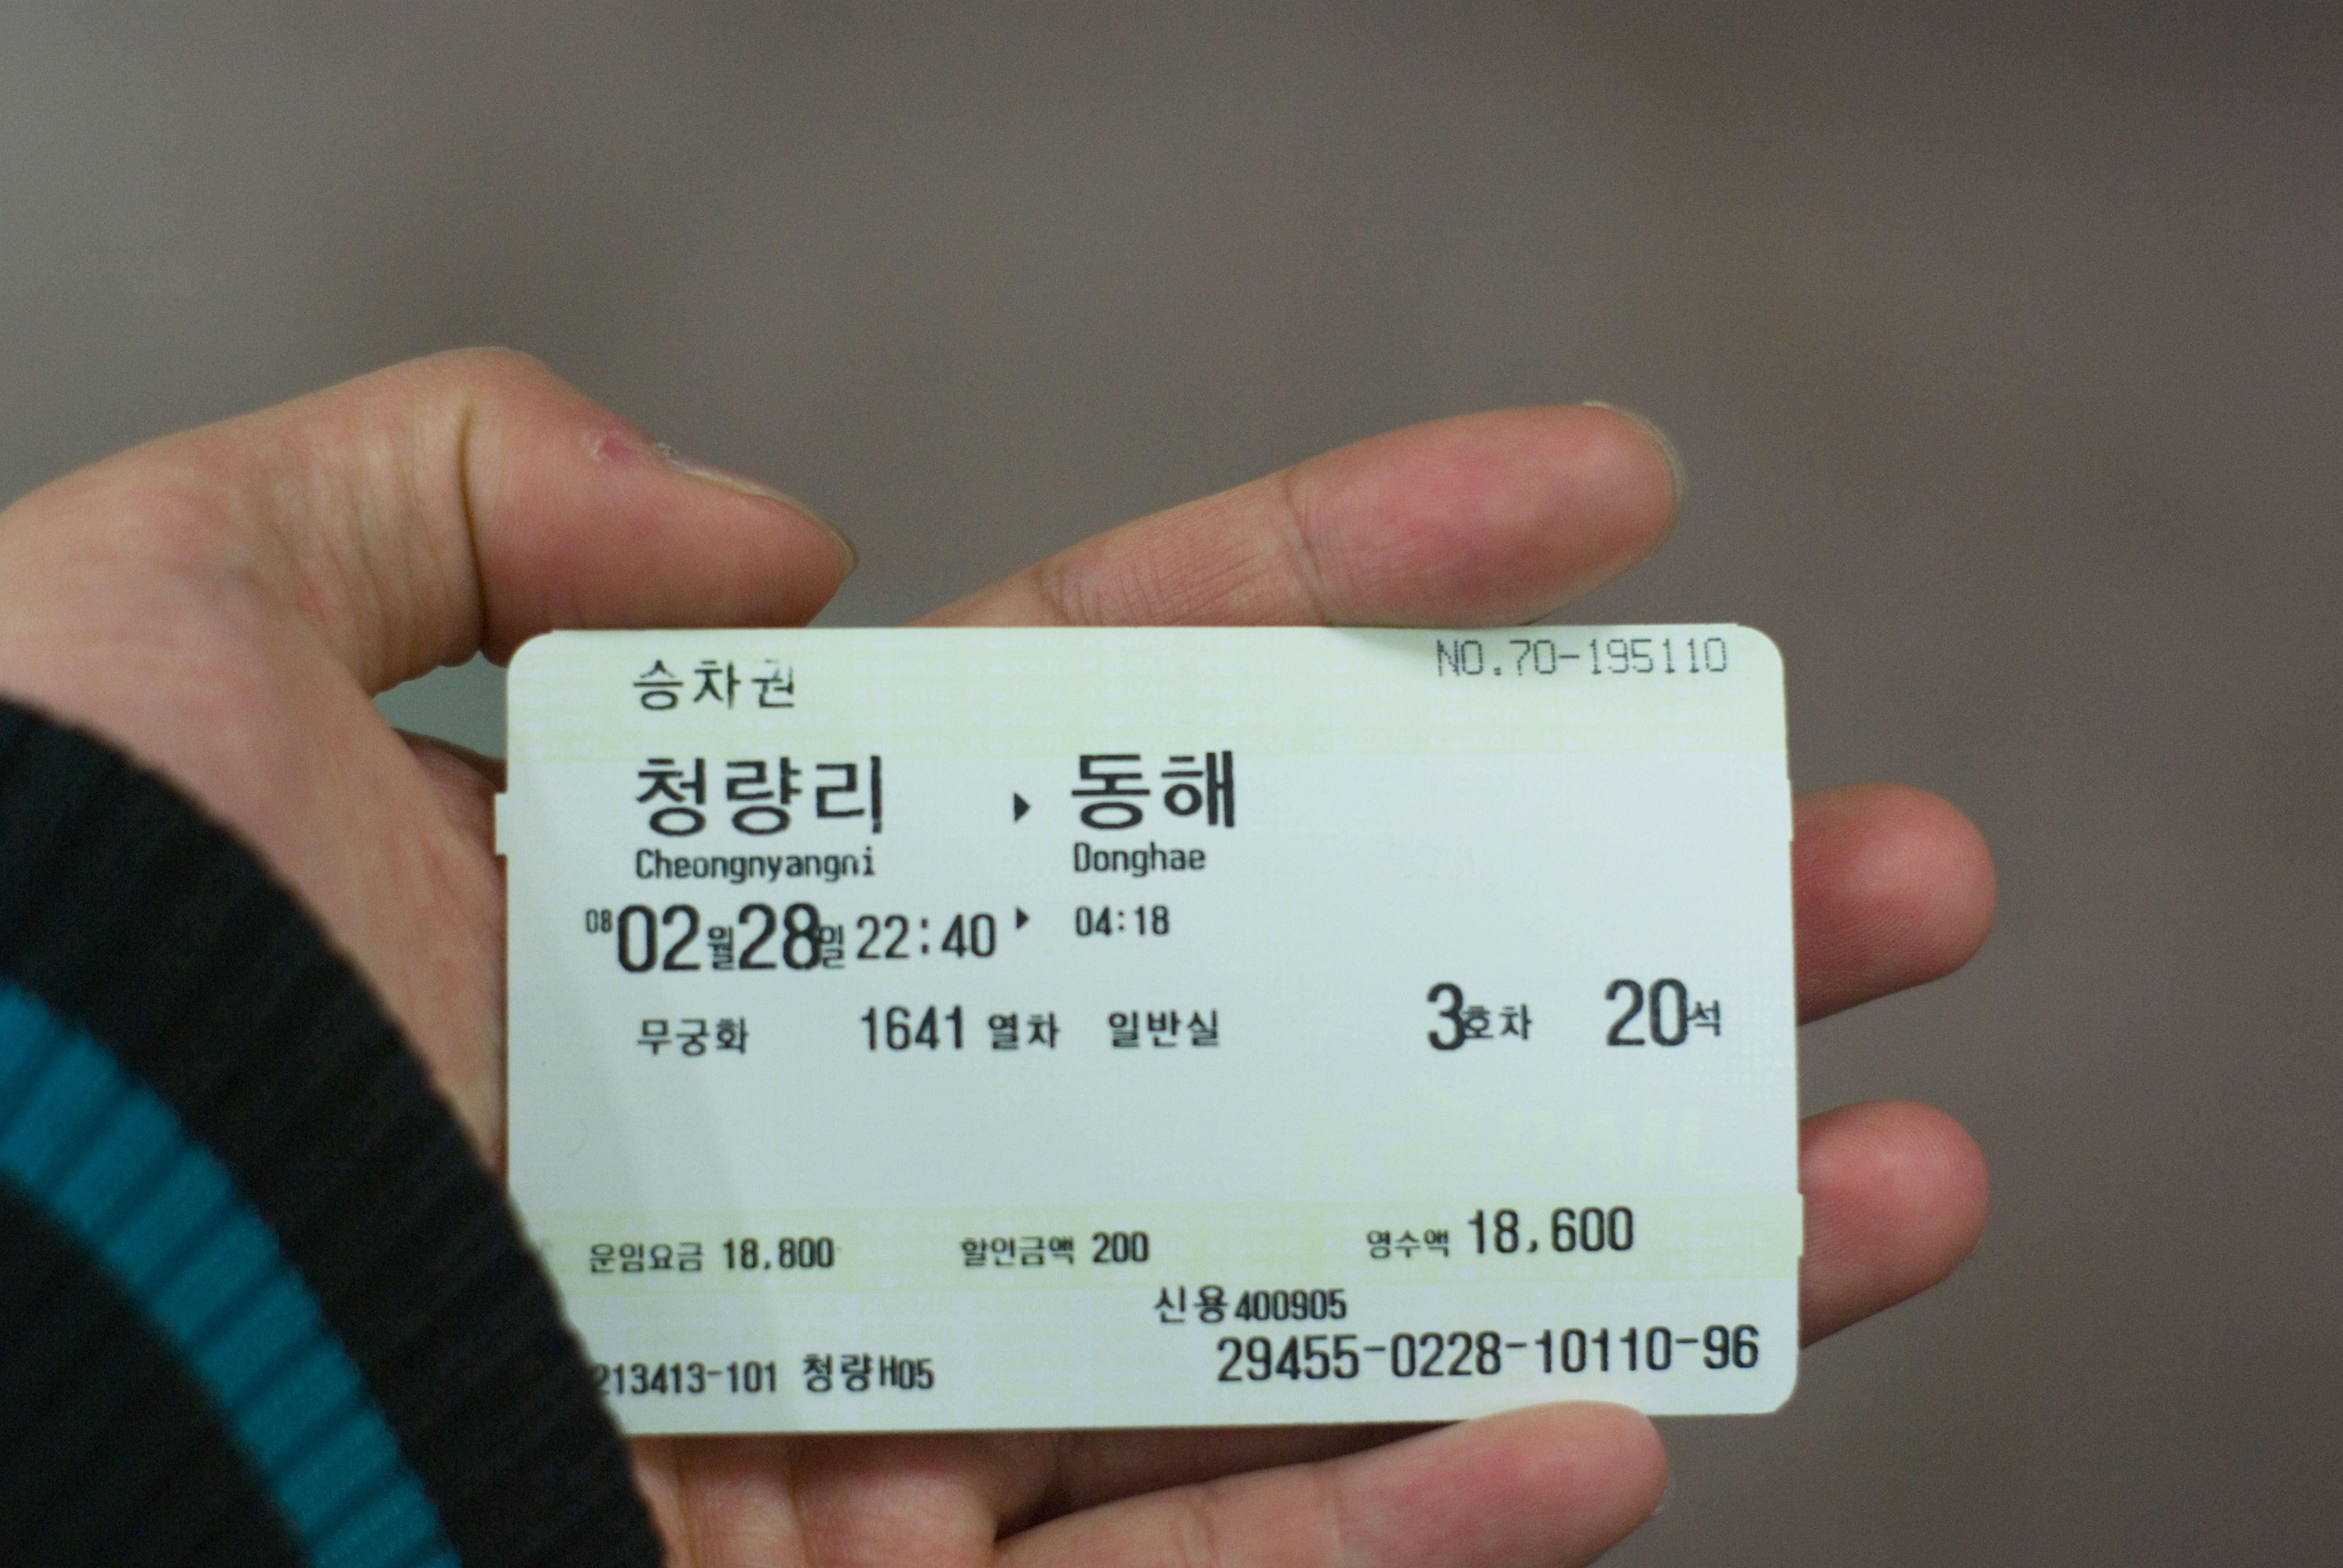 승차권 NO.70-195110
청량리 ▶ 동해
Cheongnyangni Donghae
08 02월28일 22:40 ▶ 04:18
무궁화 1641 열차 일반실 3호차 20석
운임요금 18,800 할인금액 200 영수액 18,600
신용400905
213413-101 청량H05 29455-0228-10110-96